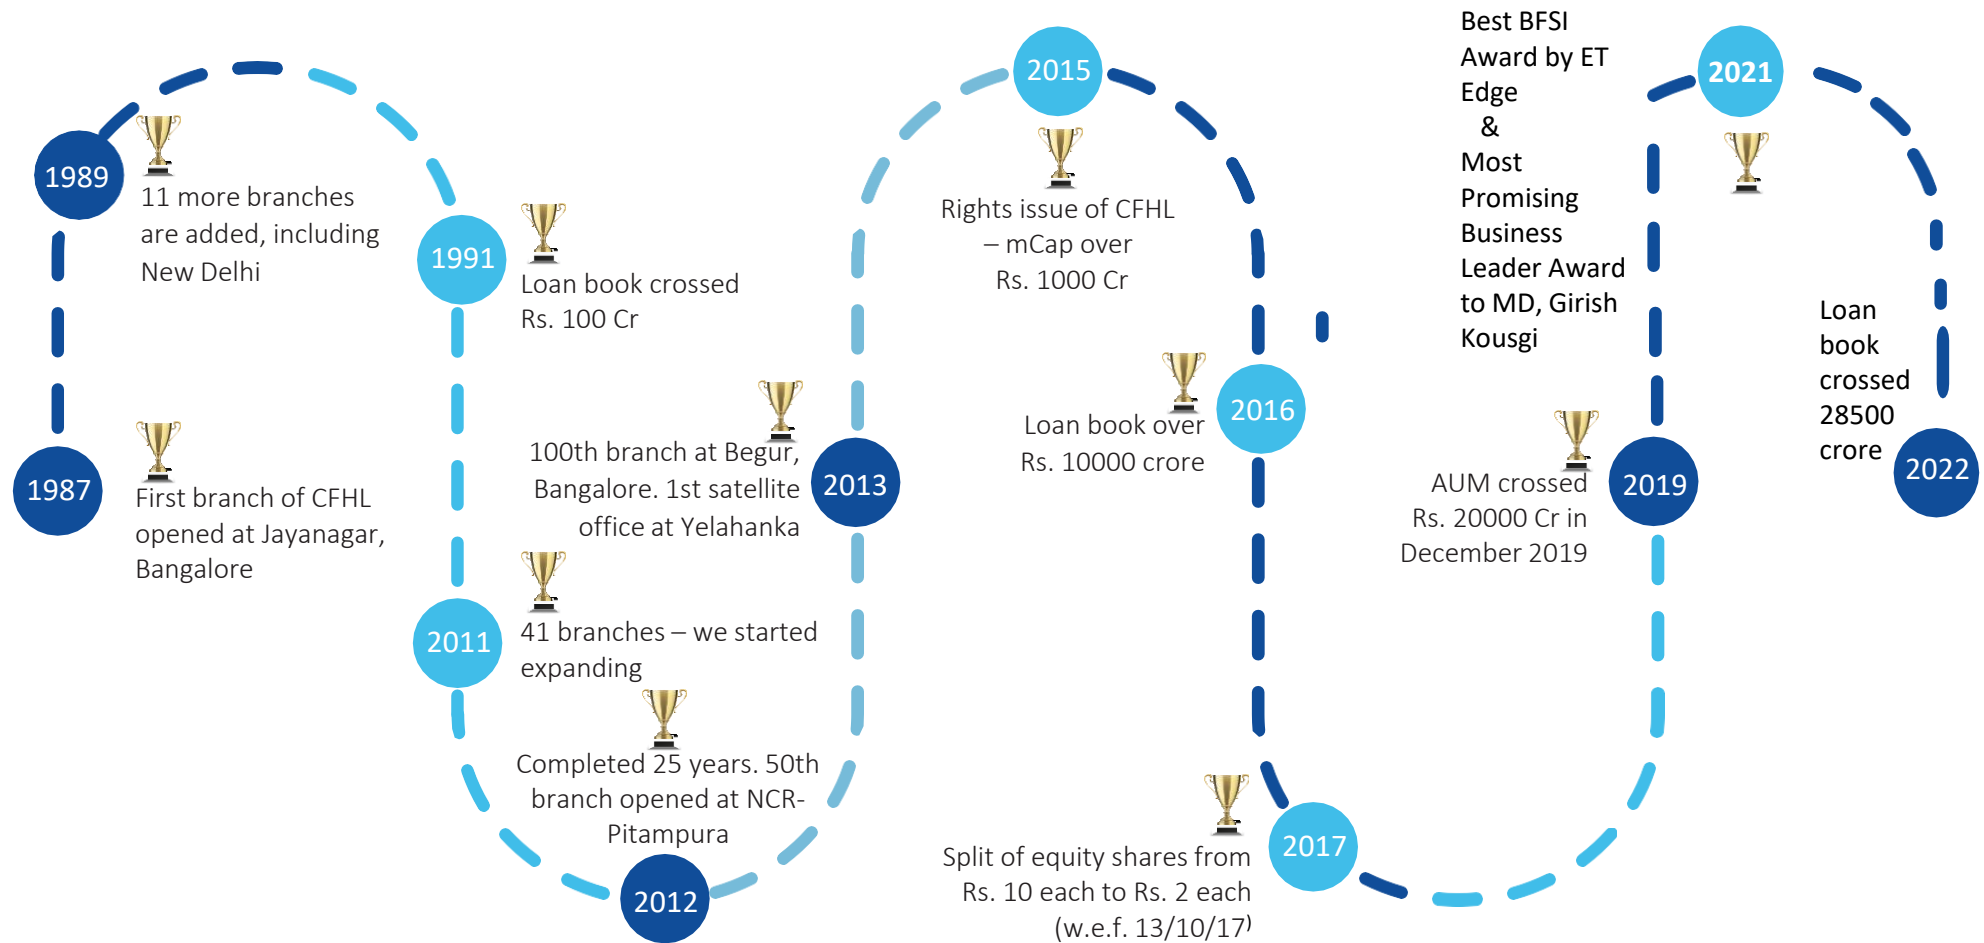 1987
First branch of CFHL
opened at Jayanagar,
Bangalore
1989
11 more branches
are added, including
New Delhi
1991
Loan book crossed
Rs. 100 Cr
2011
41 branches – we started
expanding
2012
Completed 25 years. 50th
branch opened at NCR-
Pitampura
2013
100th branch at Begur,
Bangalore. 1st satellite
office at Yelahanka
2015
Rights issue of CFHL
– mCap over
Rs. 1000 Cr
2016
Loan book over
Rs. 10000 crore
2017
Split of equity shares from
Rs. 10 each to Rs. 2 each
(w.e.f. 13/10/17)
2019
AUM crossed
Rs. 20000 Cr in
December 2019
2021
Best BFSI
Award by ET
Edge
&
Most
Promising
Business
Leader Award
to MD, Girish
Kousgi
2022
Loan
book
crossed
28500
crore